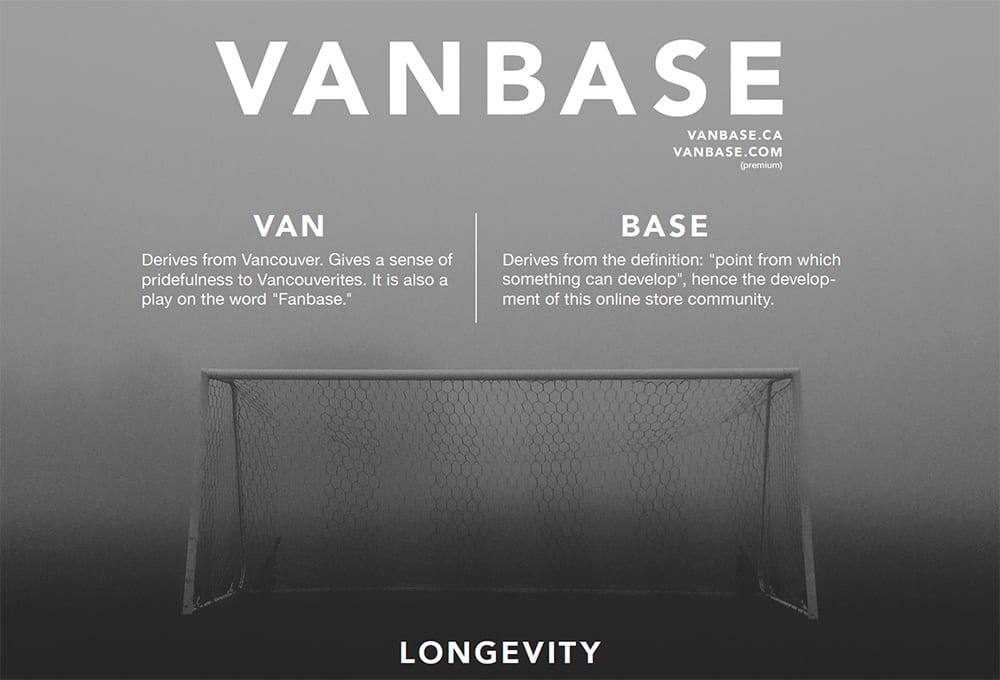 VANBASE
VANBASE.CA
VANBASE.COM
(premium)
VAN
Derives from Vancouver. Gives a sense of
pridefulness to Vancouverites. It is also a
play on the word "Fanbase."
BASE
Derives from the definition: "point from which
something can develop", hence the develop-
ment of this online store community.
LONGEVITY